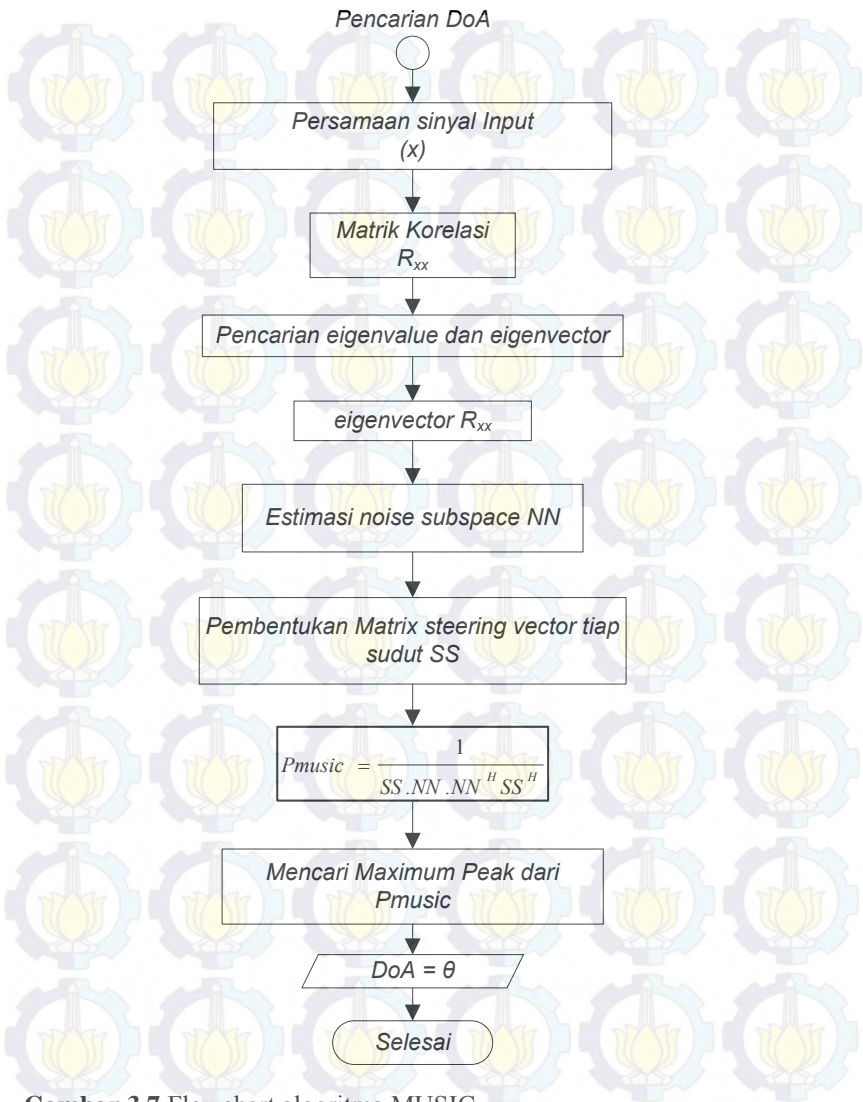 Pencarian DoA
Persamaan sinyal Input
(x)
Matrik Korelasi
Rxx
Pencarian eigenvalue dan eigenvector
eigenvector Rxx
Estimasi noise subspace NN
Pembentukan Matrix steering vector tiap
sudut SS
Pmusic = 1 / SS .NN .NN^H SS^H
Mencari Maximum Peak dari
Pmusic
DoA = θ
Selesai
Gambar 3.7 Flowchart algoritma MUSIC